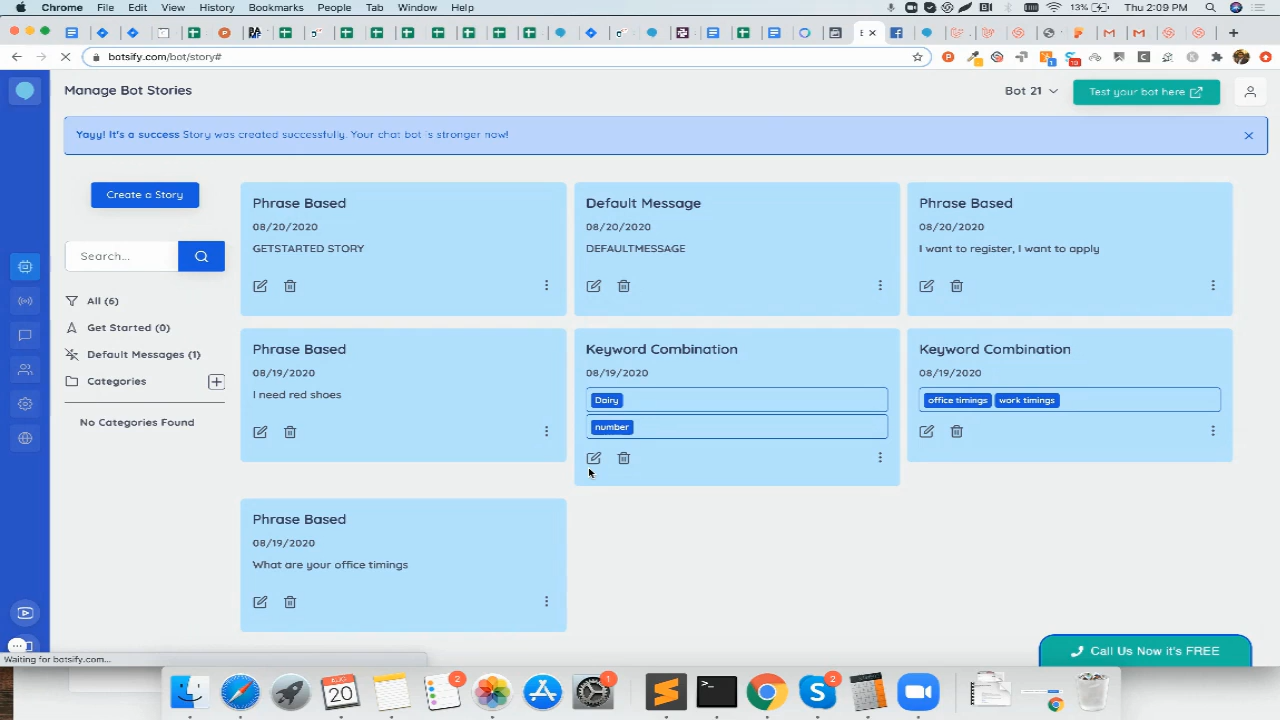 Chrome File Edit View History Bookmarks People Tab Window Help 13% Thu 2:09 PM
botsify.com/bot/story#
Manage Bot Stories Bot 21 Test your bot here
Yayy! It's a success Story was created successfully. Your chat bot is stronger now!
Create a Story
Search...
All (6)
Get Started (0)
Default Messages (1)
Categories
No Categories Found
Phrase Based
08/20/2020
GETSTARTED STORY
Default Message
08/20/2020
DEFAULTMESSAGE
Phrase Based
08/20/2020
I want to register, I want to apply
Phrase Based
08/19/2020
I need red shoes
Keyword Combination
08/19/2020
Dairy
number
Keyword Combination
08/19/2020
office timings work timings
Phrase Based
08/19/2020
What are your office timings
Call Us Now it's FREE
Waiting for botsify.com...
AUG
20
2
1
2